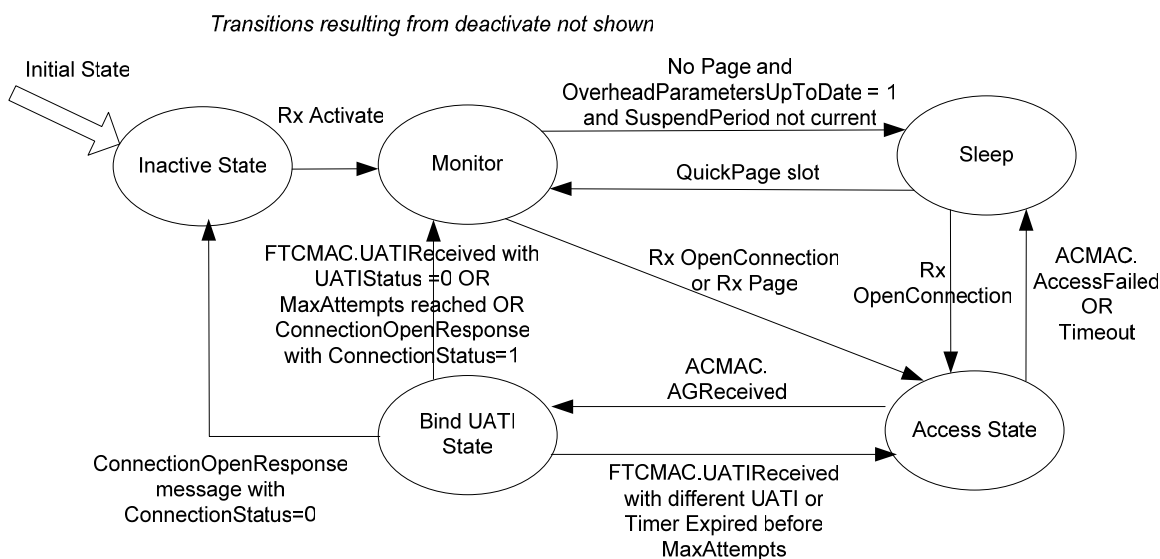 Transitions resulting from deactivate not shown
Initial State
No Page and
OverheadParametersUpToDate = 1
and SuspendPeriod not current
Rx Activate
Inactive State
Monitor
Sleep
QuickPage slot
FTCMAC.UATIReceived with
UATIStatus =0 OR
MaxAttempts reached OR
ConnectionOpenResponse
with ConnectionStatus=1
Rx OpenConnection
or Rx Page
Rx
OpenConnection
ACMAC.
AccessFailed
OR
Timeout
ACMAC.
AGReceived
Bind UATI
State
Access State
ConnectionOpenResponse
message with
ConnectionStatus=0
FTCMAC.UATIReceived
with different UATI or
Timer Expired before
MaxAttempts